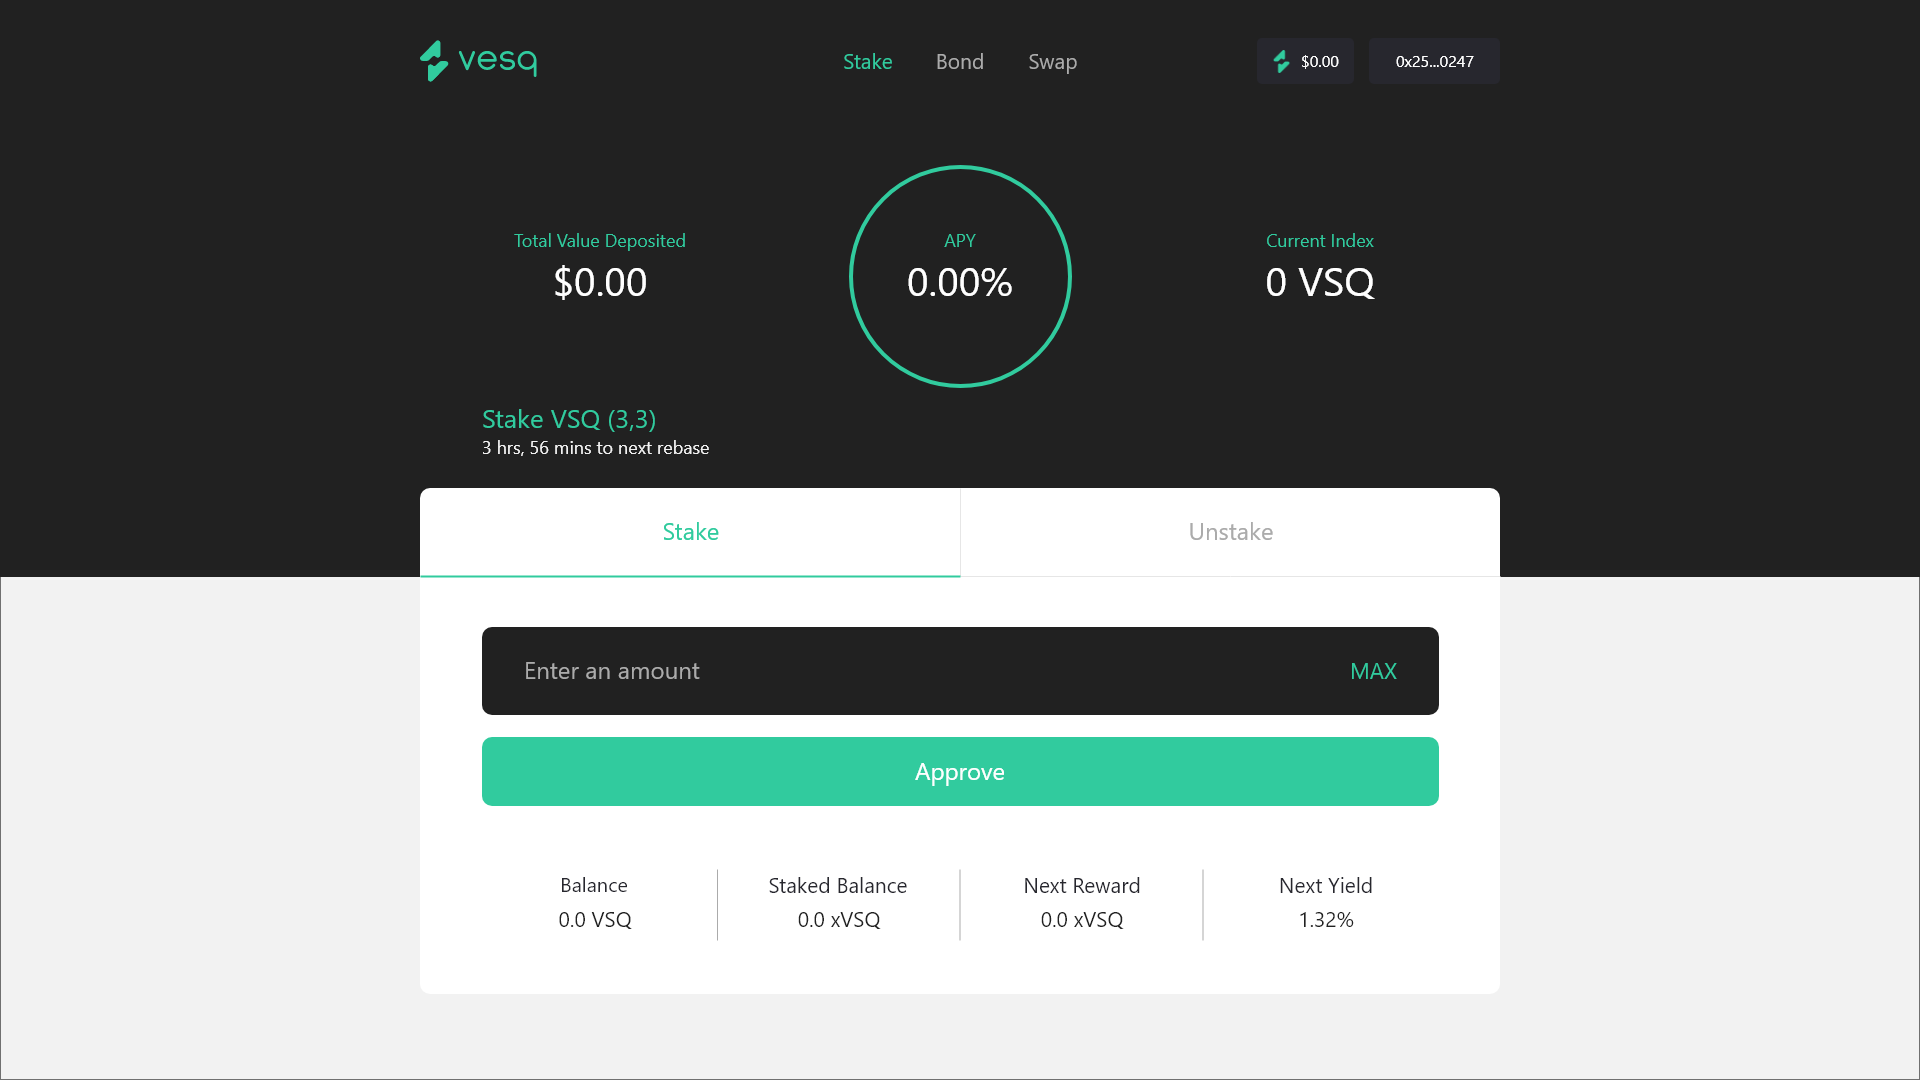 vesq
Stake
Bond
Swap
$0.00
0x25...0247
Total Value Deposited
$0.00
APY
0.00%
Current Index
0 VSQ
Stake VSQ (3,3)
3 hrs, 56 mins to next rebase
Stake
Unstake
Enter an amount
MAX
Approve
Balance
0.0 VSQ
Staked Balance
0.0 xVSQ
Next Reward
0.0 xVSQ
Next Yield
1.32%